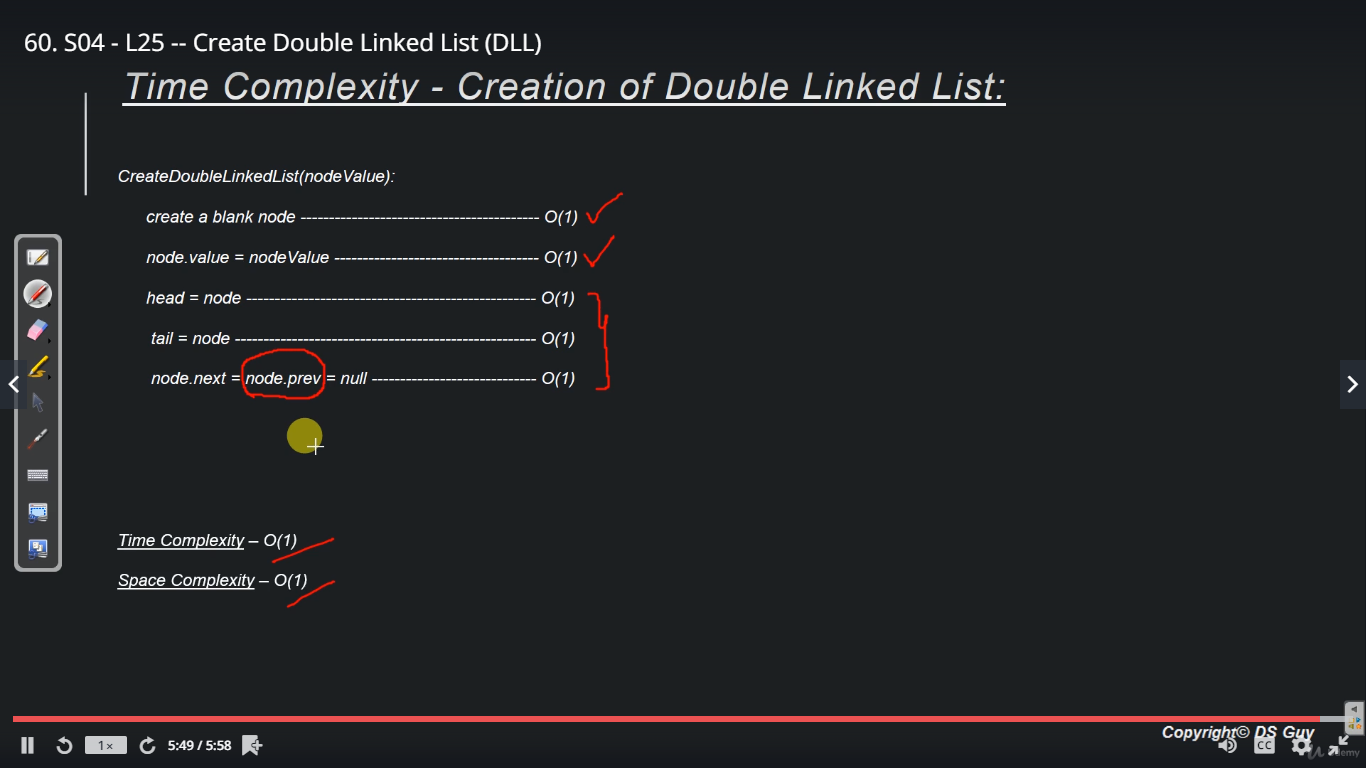 60. S04 - L25 -- Create Double Linked List (DLL)
Time Complexity - Creation of Double Linked List:
CreateDoubleLinkedList(nodeValue):
create a blank node ------------------------------------------ O(1)
node.value = nodeValue ------------------------------------ O(1)
head = node --------------------------------------------------- O(1)
tail = node ----------------------------------------------------- O(1)
node.next = node.prev = null ----------------------------- O(1)
Time Complexity – O(1)
Space Complexity – O(1)
Copyright© DS Guy
1x
5:49 / 5:58
CC